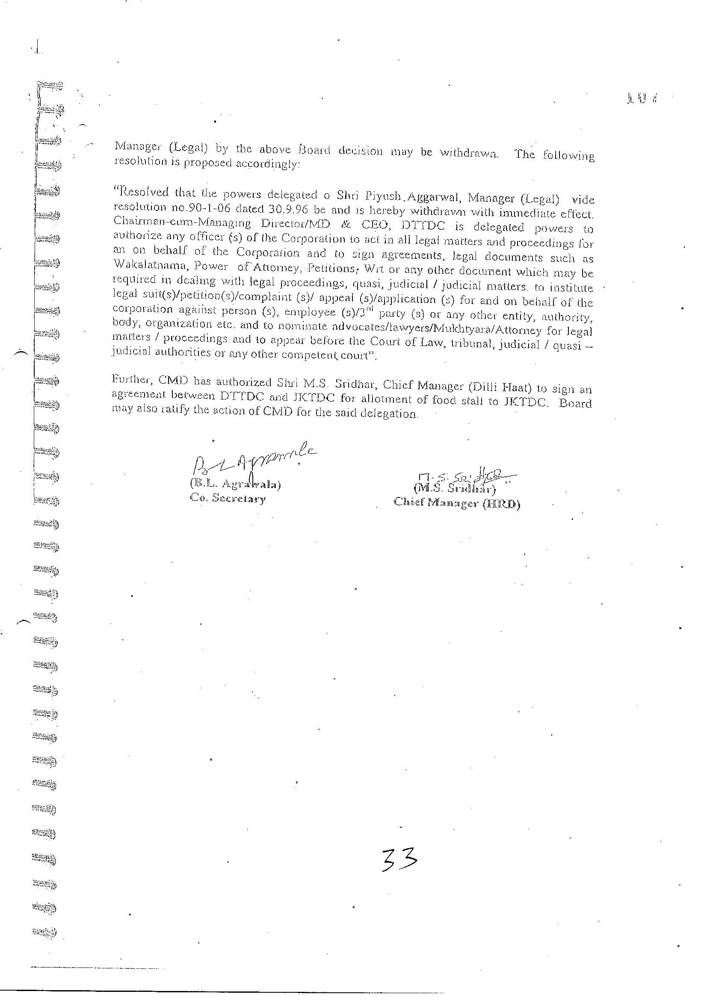 Manager (Legal) by the above Board decision may be withdrawn. The following
resolution is proposed accordingly:
“Resolved that the powers delegated o Shri Piyush Aggarwal, Manager (Legal) vide
resolution no.90-1-06 dated 30.9.96 be and is hereby withdrawn with immediate effect.
Chairman-cum-Managing Director/MD & CEO, DTTDC is delegated powers to
authorize any officer (s) of the Corporation to act in all legal matters and proceedings for
an on behalf of the Corporation and to sign agreements, legal documents such as
Wakalatnama, Power of Attorney, Petitions, Wrt or any other document which may be
required in dealing with legal proceedings, quasi, judicial / judicial matters. to institute
legal suit(s)/petition(s)/complaint (s)/ appeal (s)/application (s) for and on behalf of the
corporation against person (s), employee (s)/3rd party (s) or any other entity, authority,
body, organization etc. and to nominate advocates/lawyers/Mukhtyara/Attorney for legal
matters / proceedings and to appear before the Court of Law, tribunal, judicial / quasi –
judicial authorities or any other competent court”.
Further, CMD has authorized Shri M.S. Sridhar, Chief Manager (Dilli Haat) to sign an
agreement between DTTDC and JKTDC for allotment of food stall to JKTDC. Board
may also ratify the action of CMD for the said delegation.
M. S. Sridhar
(B.L. Agrawala) (M.S. Sridhar)
Co. Secretary Chief Manager (HRD)
33